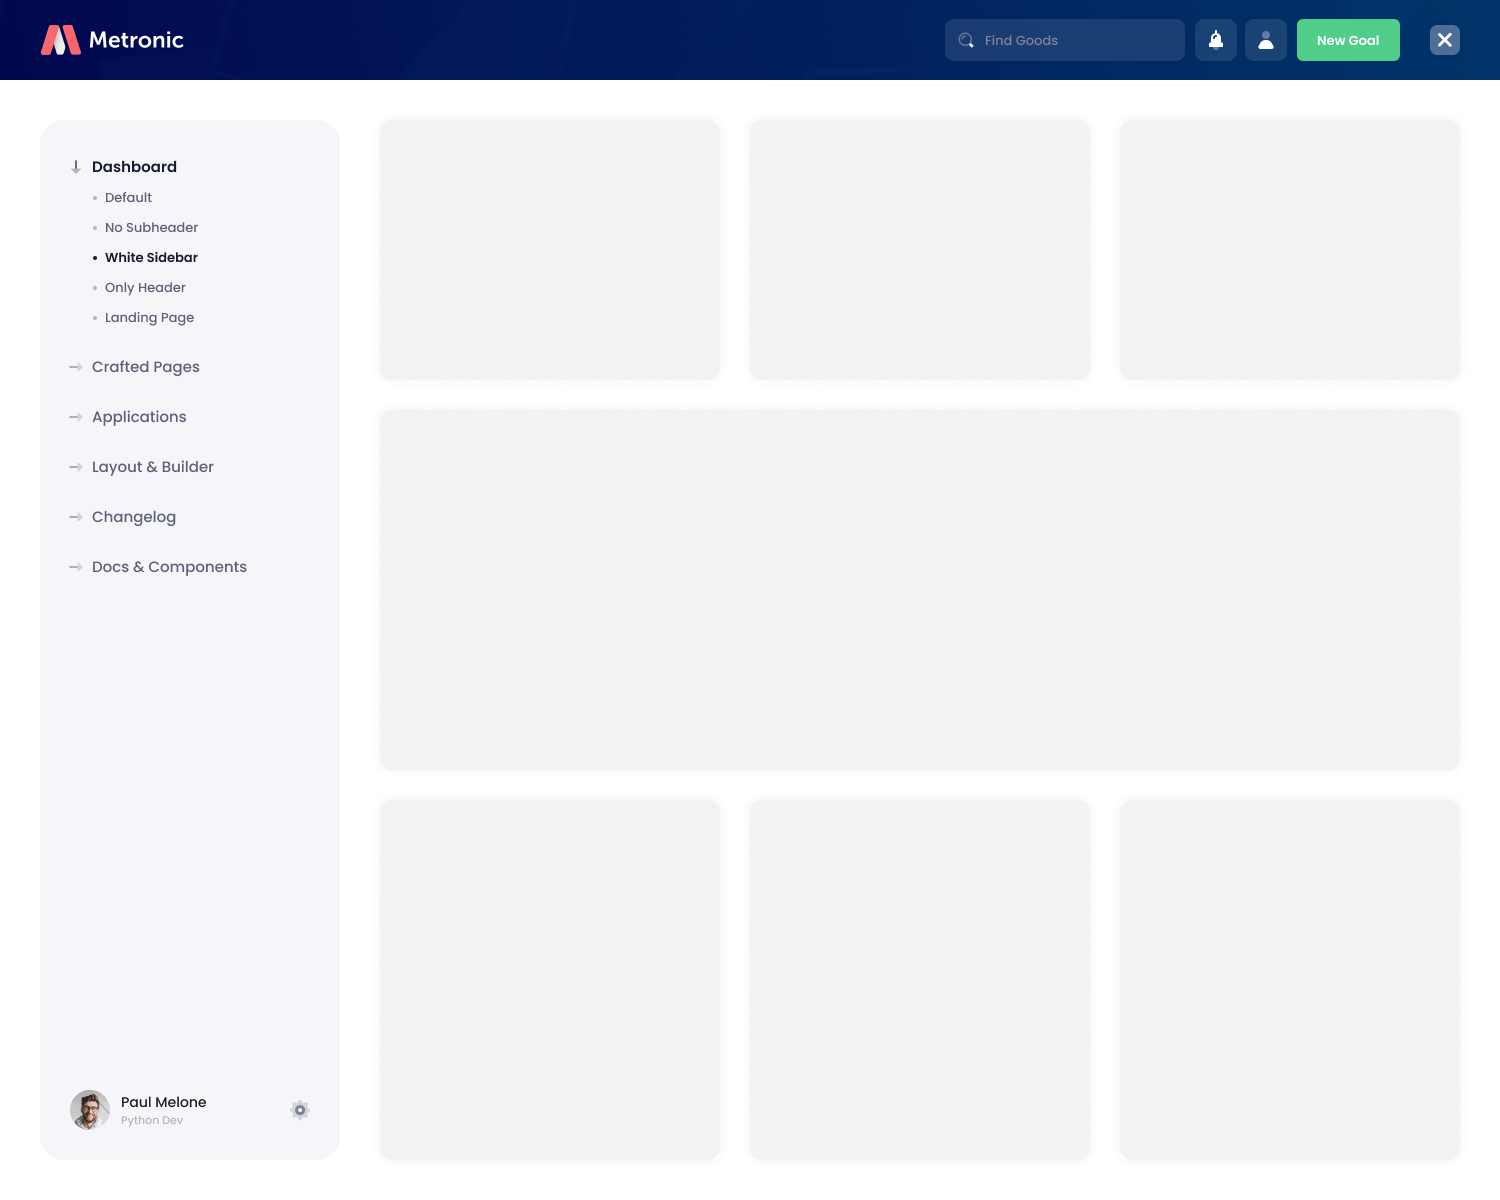 Metronic
Find Goods
New Goal
Dashboard
Default
No Subheader
White Sidebar
Only Header
Landing Page
Crafted Pages
Applications
Layout & Builder
Changelog
Docs & Components
Paul Melone
Python Dev